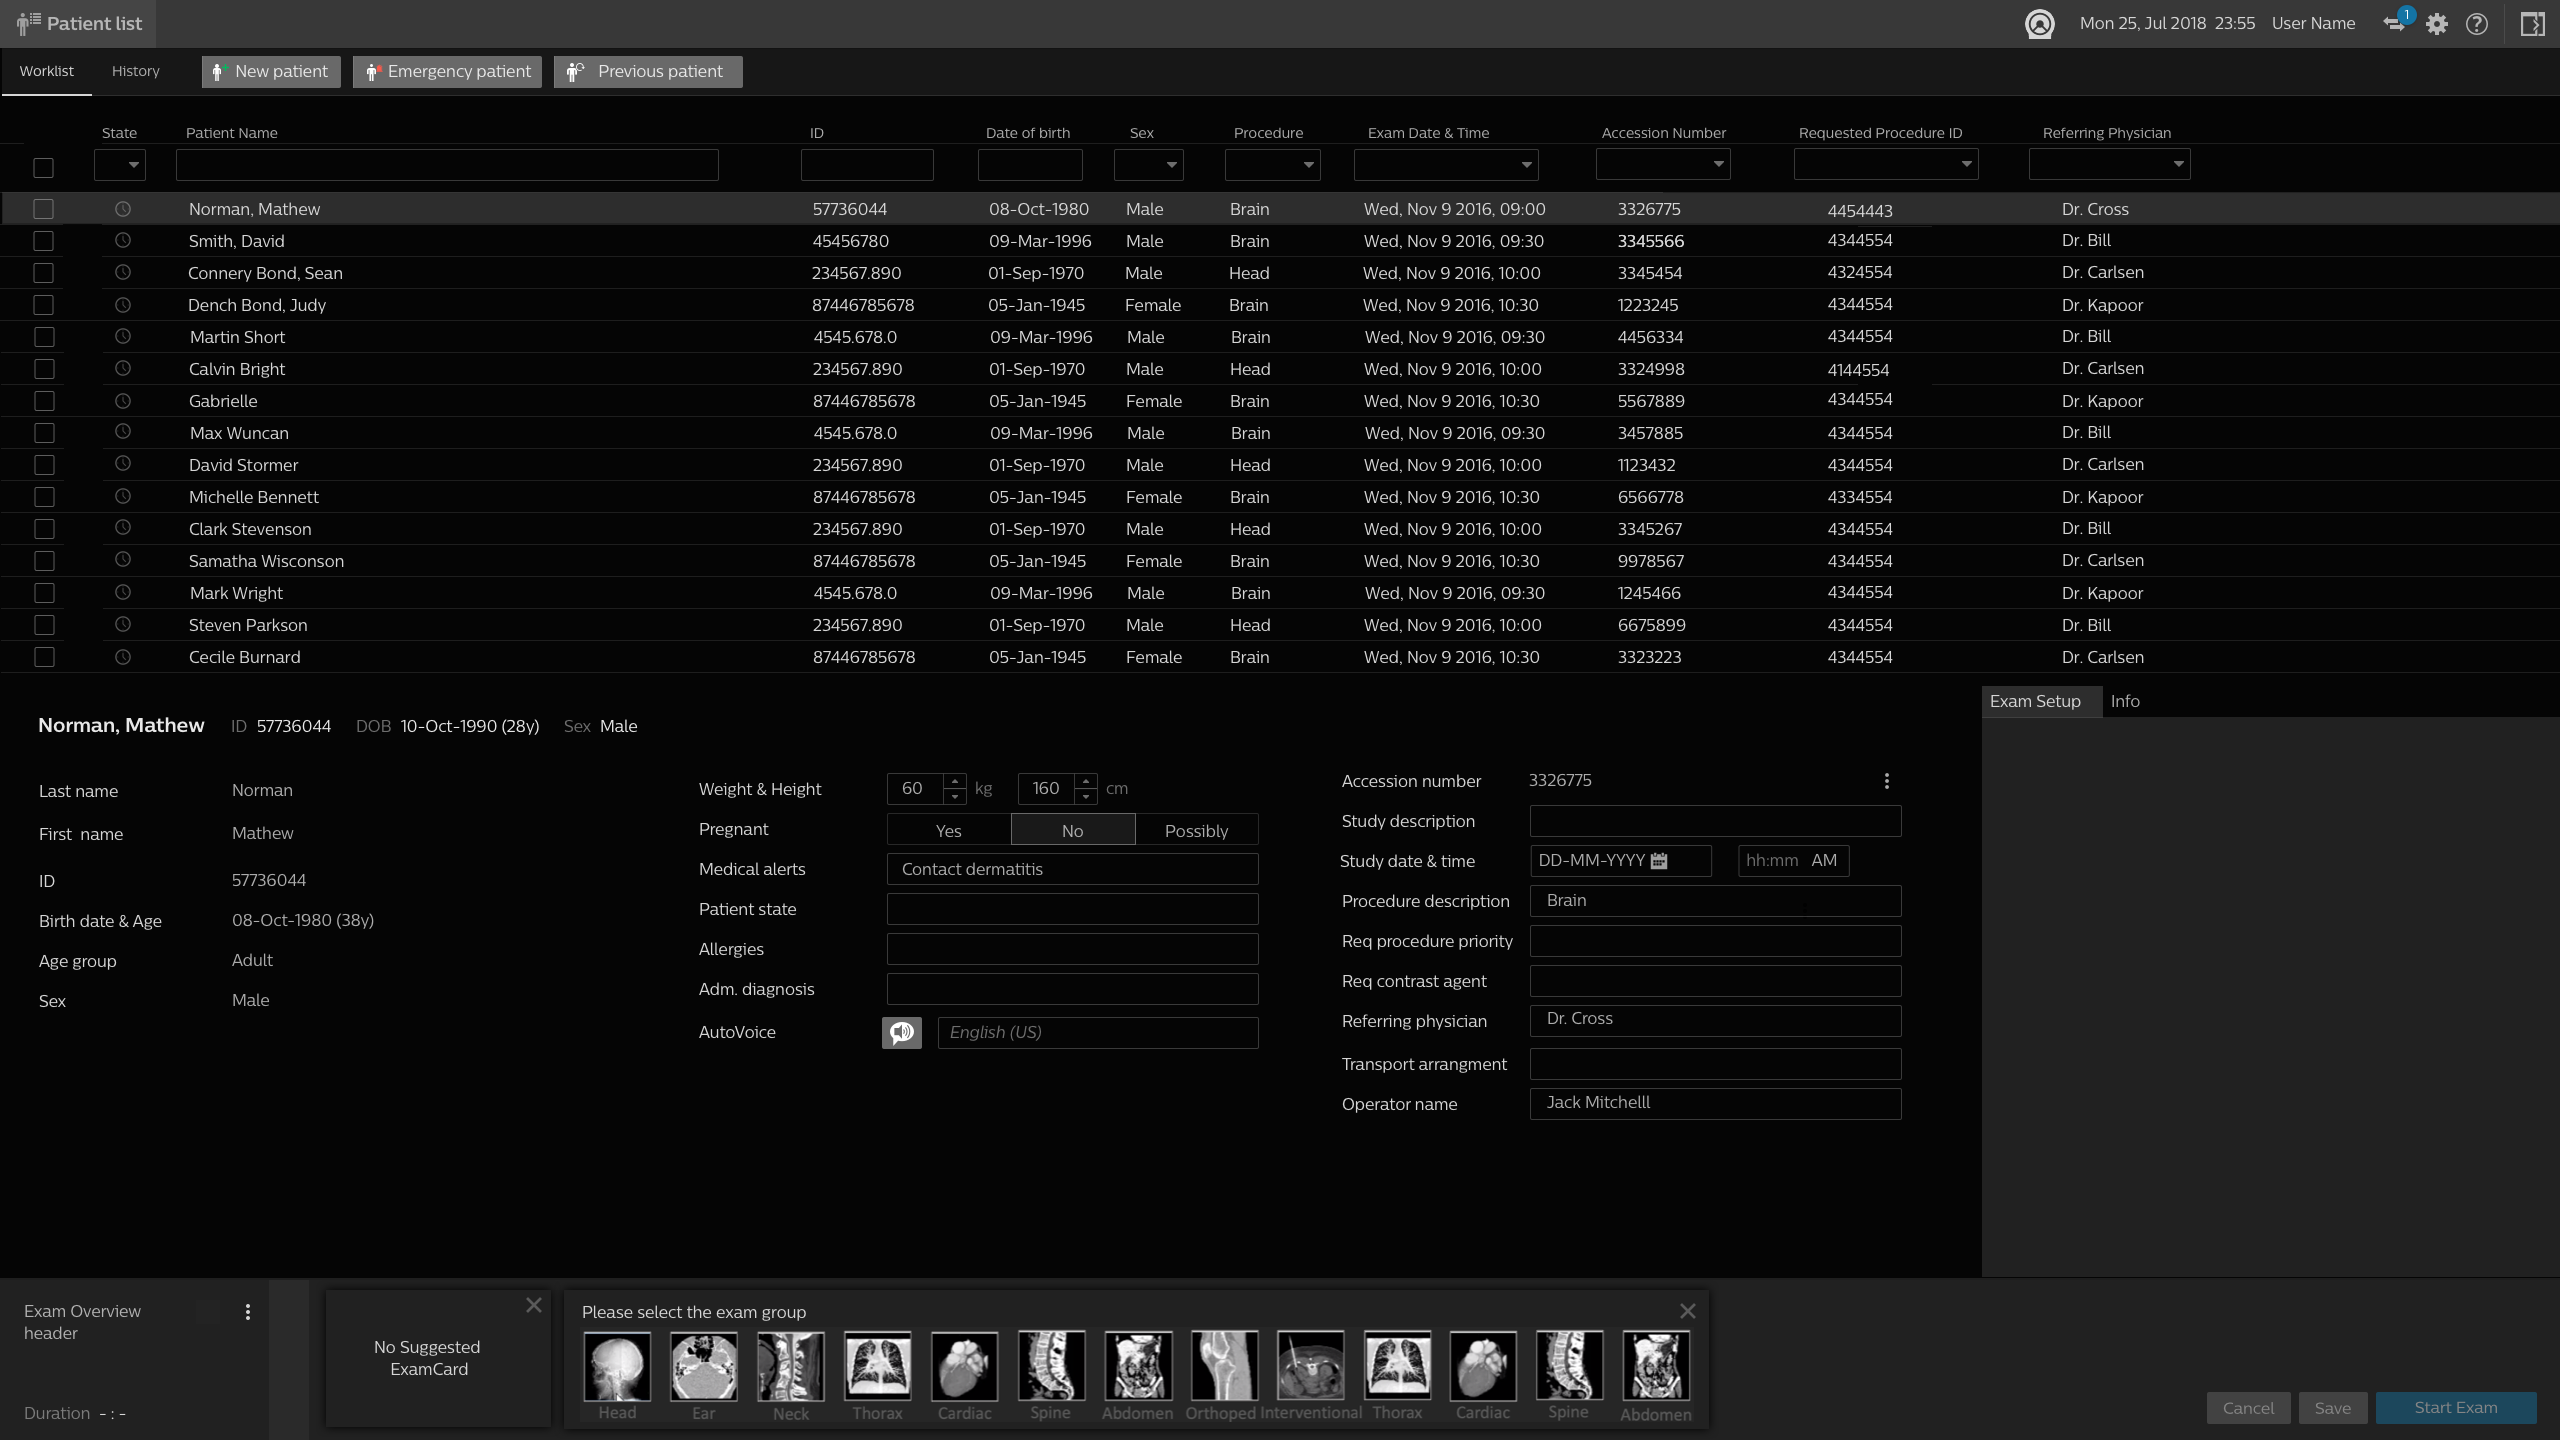 Patient list
Mon 25, Jul 2018 23:55 User Name 1
Worklist History New patient Emergency patient Previous patient
State Patient Name ID Date of birth Sex Procedure Exam Date & Time Accession Number Requested Procedure ID Referring Physician
Norman, Mathew 57736044 08-Oct-1980 Male Brain Wed, Nov 9 2016, 09:00 3326775 4454443 Dr. Cross
Smith, David 45456780 09-Mar-1996 Male Brain Wed, Nov 9 2016, 09:30 3345566 4344554 Dr. Bill
Connery Bond, Sean 234567.890 01-Sep-1970 Male Head Wed, Nov 9 2016, 10:00 3345454 4324554 Dr. Carlsen
Dench Bond, Judy 87446785678 05-Jan-1945 Female Brain Wed, Nov 9 2016, 10:30 1223245 4344554 Dr. Kapoor
Martin Short 4545.678.0 09-Mar-1996 Male Brain Wed, Nov 9 2016, 09:30 4456334 4344554 Dr. Bill
Calvin Bright 234567.890 01-Sep-1970 Male Head Wed, Nov 9 2016, 10:00 3324998 4144554 Dr. Carlsen
Gabrielle 87446785678 05-Jan-1945 Female Brain Wed, Nov 9 2016, 10:30 5567889 4344554 Dr. Kapoor
Max Wuncan 4545.678.0 09-Mar-1996 Male Brain Wed, Nov 9 2016, 09:30 3457885 4344554 Dr. Bill
David Stormer 234567.890 01-Sep-1970 Male Head Wed, Nov 9 2016, 10:00 1123432 4344554 Dr. Carlsen
Michelle Bennett 87446785678 05-Jan-1945 Female Brain Wed, Nov 9 2016, 10:30 6566778 4334554 Dr. Kapoor
Clark Stevenson 234567.890 01-Sep-1970 Male Head Wed, Nov 9 2016, 10:00 3345267 4344554 Dr. Bill
Samatha Wisconson 87446785678 05-Jan-1945 Female Brain Wed, Nov 9 2016, 10:30 9978567 4344554 Dr. Carlsen
Mark Wright 4545.678.0 09-Mar-1996 Male Brain Wed, Nov 9 2016, 09:30 1245466 4344554 Dr. Kapoor
Steven Parkson 234567.890 01-Sep-1970 Male Head Wed, Nov 9 2016, 10:00 6675899 4344554 Dr. Bill
Cecile Burnard 87446785678 05-Jan-1945 Female Brain Wed, Nov 9 2016, 10:30 3323223 4344554 Dr. Carlsen
Norman, Mathew ID 57736044 DOB 10-Oct-1990 (28y) Sex Male
Last name Norman
First name Mathew
ID 57736044
Birth date & Age 08-Oct-1980 (38y)
Age group Adult
Sex Male
Weight & Height 60 kg 160 cm
Pregnant Yes No Possibly
Medical alerts Contact dermatitis
Patient state
Allergies
Adm. diagnosis
AutoVoice English (US)
Accession number 3326775
Study description
Study date & time DD-MM-YYYY hh:mm AM
Procedure description Brain
Req procedure priority
Req contrast agent
Referring physician Dr. Cross
Transport arrangment
Operator name Jack Mitchelll
Exam Setup Info
Exam Overview
header
Duration - : -
No Suggested
ExamCard
Please select the exam group
Head Ear Neck Thorax Cardiac Spine Abdomen Orthoped Interventional Thorax Cardiac Spine Abdomen
Cancel Save Start Exam